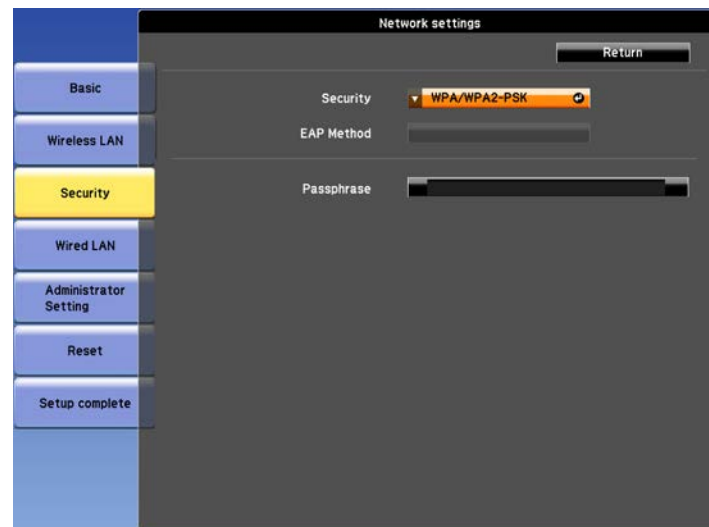 Network settings
Return
Basic
Wireless LAN
Security
Wired LAN
Administrator
Setting
Reset
Setup complete
Security
WPA/WPA2-PSK
EAP Method
Passphrase